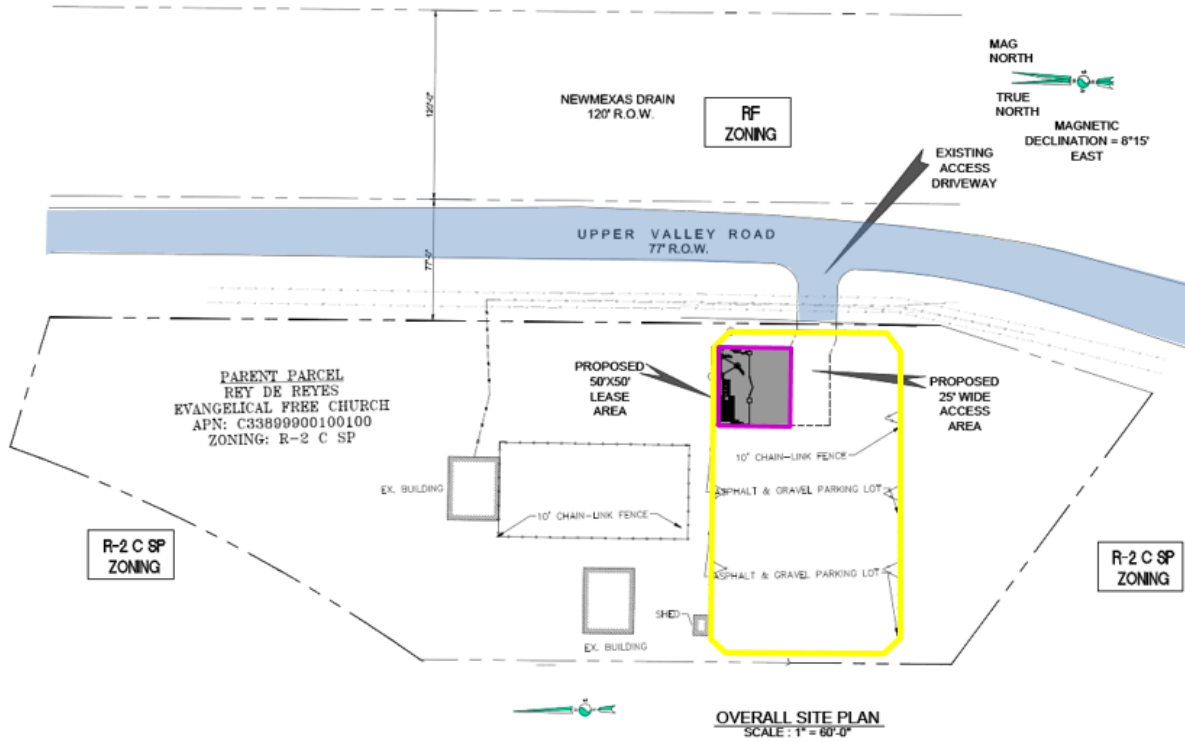 MAG
NORTH
TRUE
NORTH
MAGNETIC
DECLINATION = 8°15'
EAST
120'-0"
NEWMEXAS DRAIN
120' R.O.W.
RF
ZONING
EXISTING
ACCESS
DRIVEWAY
UPPER VALLEY ROAD
77' R.O.W.
77'-0"
PARENT PARCEL
REY DE REYES
EVANGELICAL FREE CHURCH
APN: C33899900100100
ZONING: R-2 C SP
PROPOSED
50'X50'
LEASE
AREA
PROPOSED
25' WIDE
ACCESS
AREA
10' CHAIN-LINK FENCE
EX. BUILDING
ASPHALT & GRAVEL PARKING LOT
10' CHAIN-LINK FENCE
R-2 C SP
ZONING
R-2 C SP
ZONING
ASPHALT & GRAVEL PARKING LOT
SHED
EX. BUILDING
OVERALL SITE PLAN
SCALE : 1" = 60'-0"